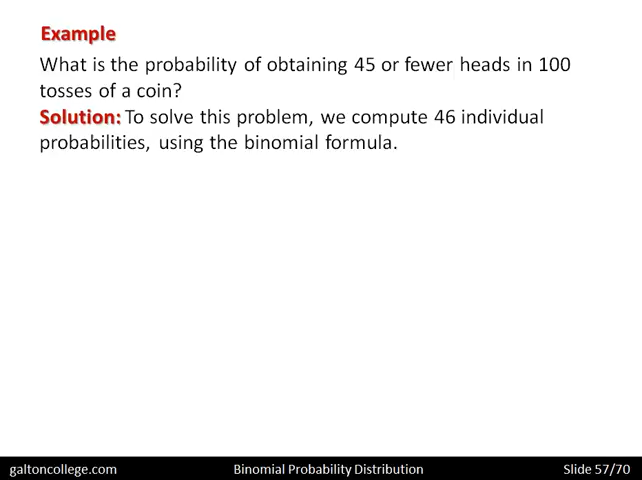 Example
What is the probability of obtaining 45 or fewer heads in 100
tosses of a coin?
Solution: To solve this problem, we compute 46 individual
probabilities, using the binomial formula.
galtoncollege.com Binomial Probability Distribution Slide 57/70